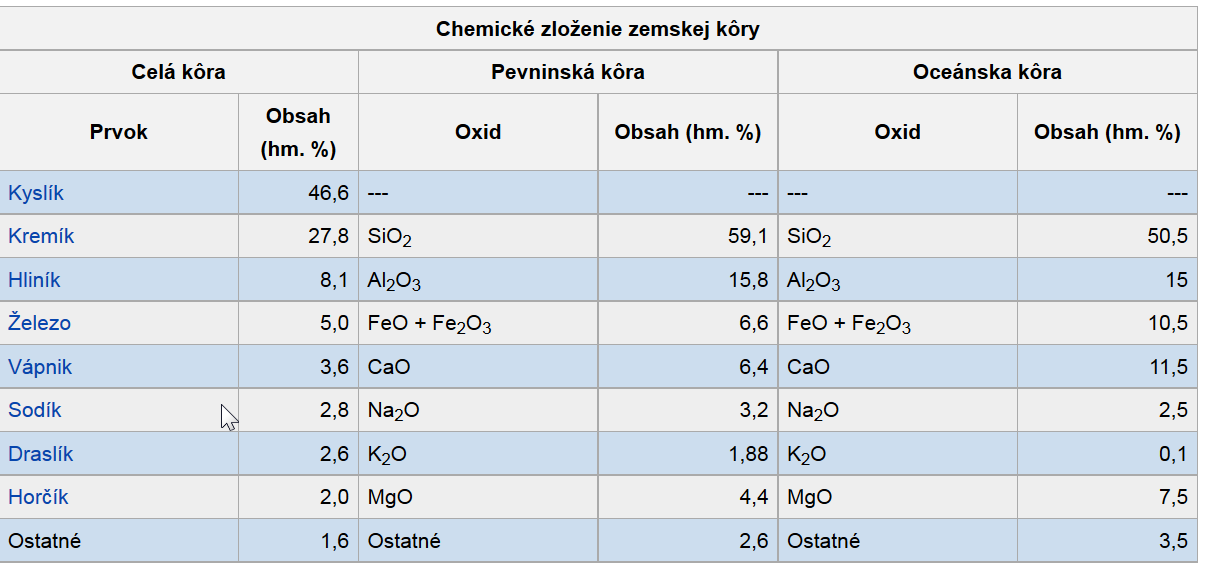 Chemické zloženie zemskej kôry
Celá kôra Pevninská kôra Oceánska kôra
Prvok Obsah (hm. %) Oxid Obsah (hm. %) Oxid Obsah (hm. %)
Kyslík 46,6 --- --- --- ---
Kremík 27,8 SiO₂ 59,1 SiO₂ 50,5
Hliník 8,1 Al₂O₃ 15,8 Al₂O₃ 15
Železo 5,0 FeO + Fe₂O₃ 6,6 FeO + Fe₂O₃ 10,5
Vápnik 3,6 CaO 6,4 CaO 11,5
Sodík 2,8 Na₂O 3,2 Na₂O 2,5
Draslík 2,6 K₂O 1,88 K₂O 0,1
Horčík 2,0 MgO 4,4 MgO 7,5
Ostatné 1,6 Ostatné 2,6 Ostatné 3,5